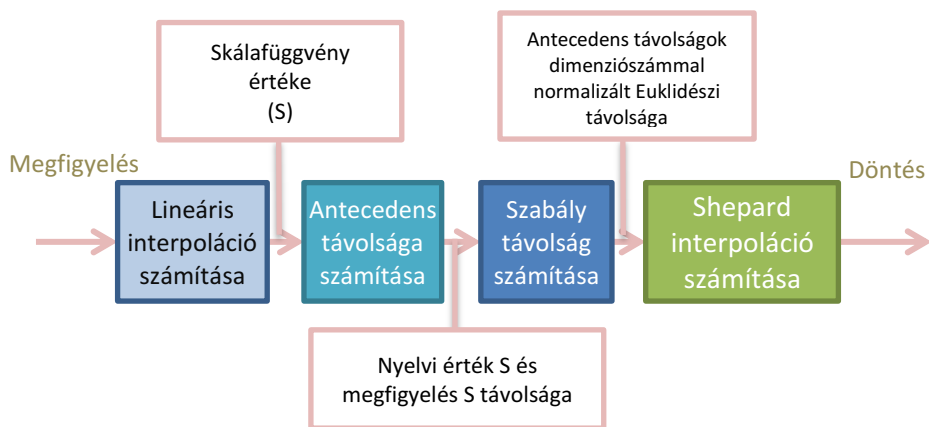 Skálafüggvény
értéke
(S)
Antecedens távolságok
dimenziószámmal
normalizált Euklidészi
távolsága
Megfigyelés
Döntés
Lineáris
interpoláció
számítása
Antecedens
távolsága
számítása
Szabály
távolság
számítása
Shepard
interpoláció
számítása
Nyelvi érték S és
megfigyelés S távolsága